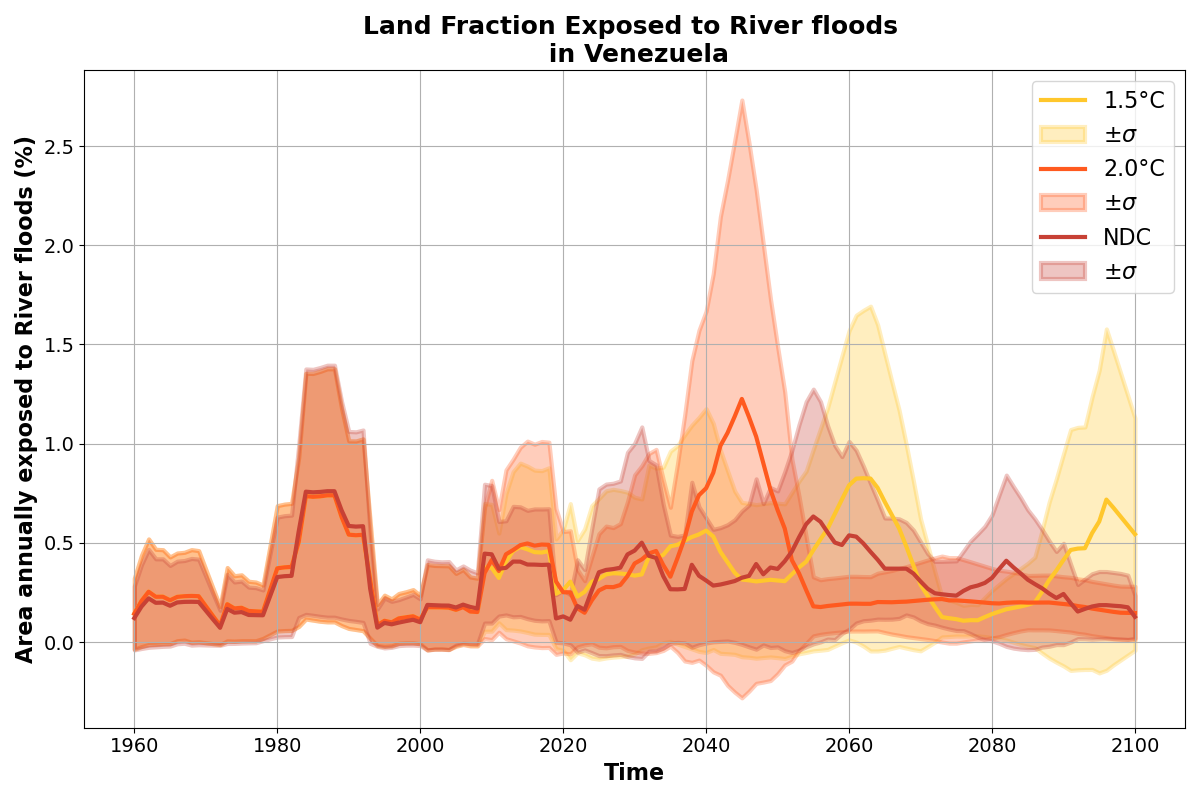 Land Fraction Exposed to River floods
in Venezuela
Area annually exposed to River floods (%)
2.5
2.0
1.5
1.0
0.5
0.0
1.5°C
±σ
2.0°C
±σ
NDC
±σ
1960 1980 2000 2020 2040 2060 2080 2100
Time